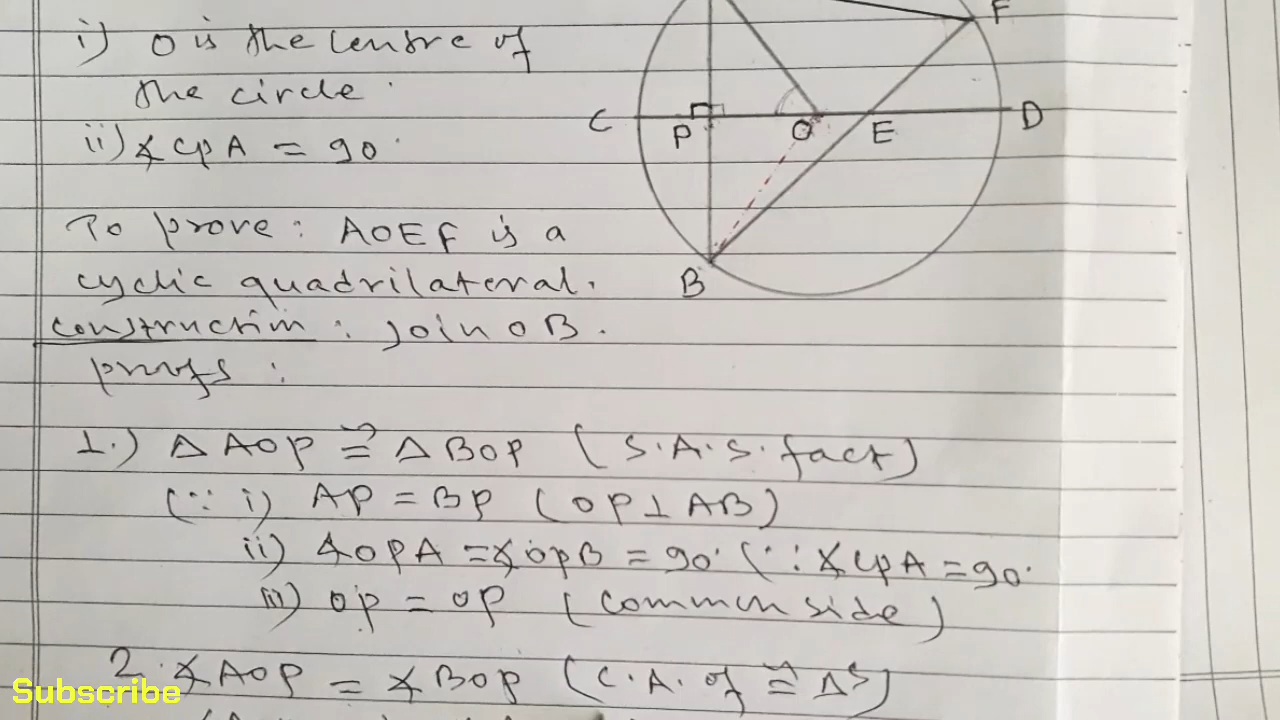 i) O is the Centre of
the circle.
ii) ∡CPA = 90°
To prove: AOEF is a
cyclic quadrilateral.
Construction: Join OB.
Proofs:
1.) △AOP ≅ △BOP (S.A.S. fact)
(∵ i) AP = BP (OP⊥AB)
ii) ∡OPA = ∡OPB = 90° (∵ ∡CPA = 90°
iii) OP = OP (Common side)
2. ∡AOP = ∡BOP (C.A. of ≅ △s)
F
C
P
O
E
D
B
Subscribe